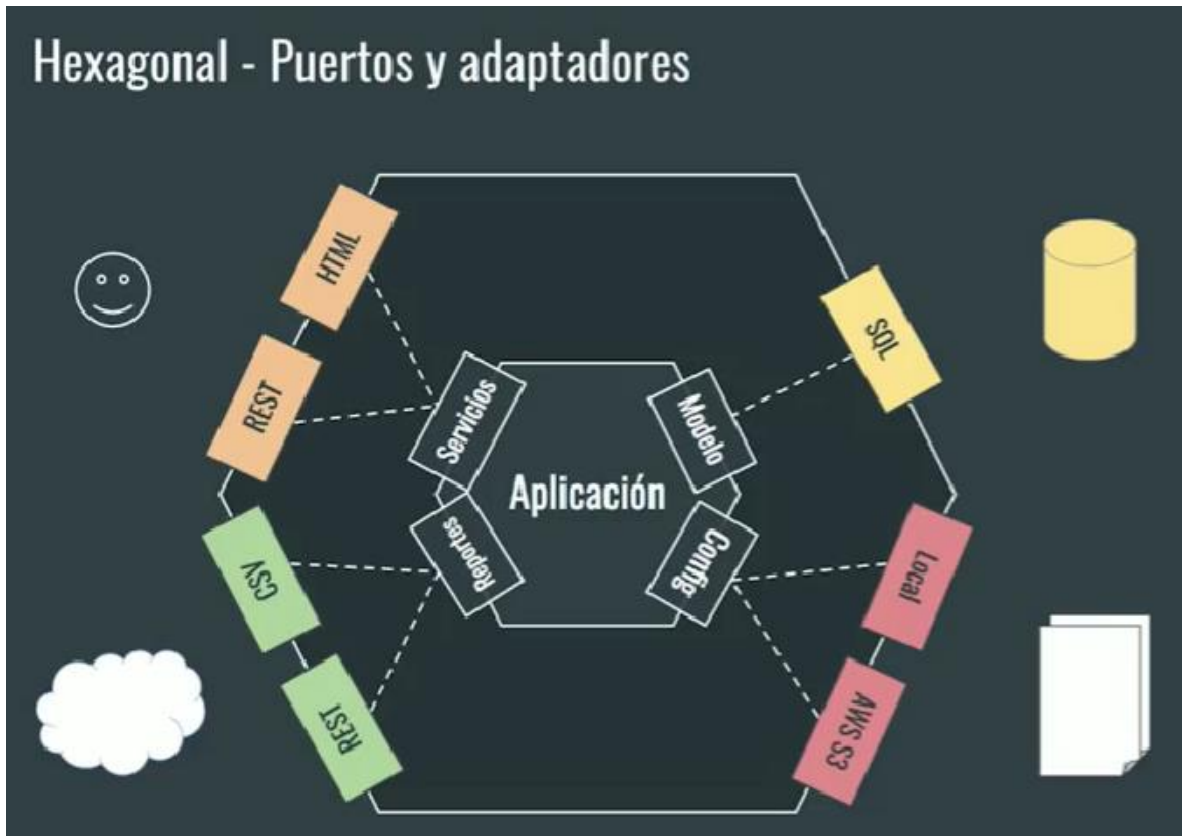 Hexagonal - Puertos y adaptadores
HTML
REST
CSV
REST
Servicios
Reportes
Aplicación
Modelo
Config
SQL
Local
AWS S3